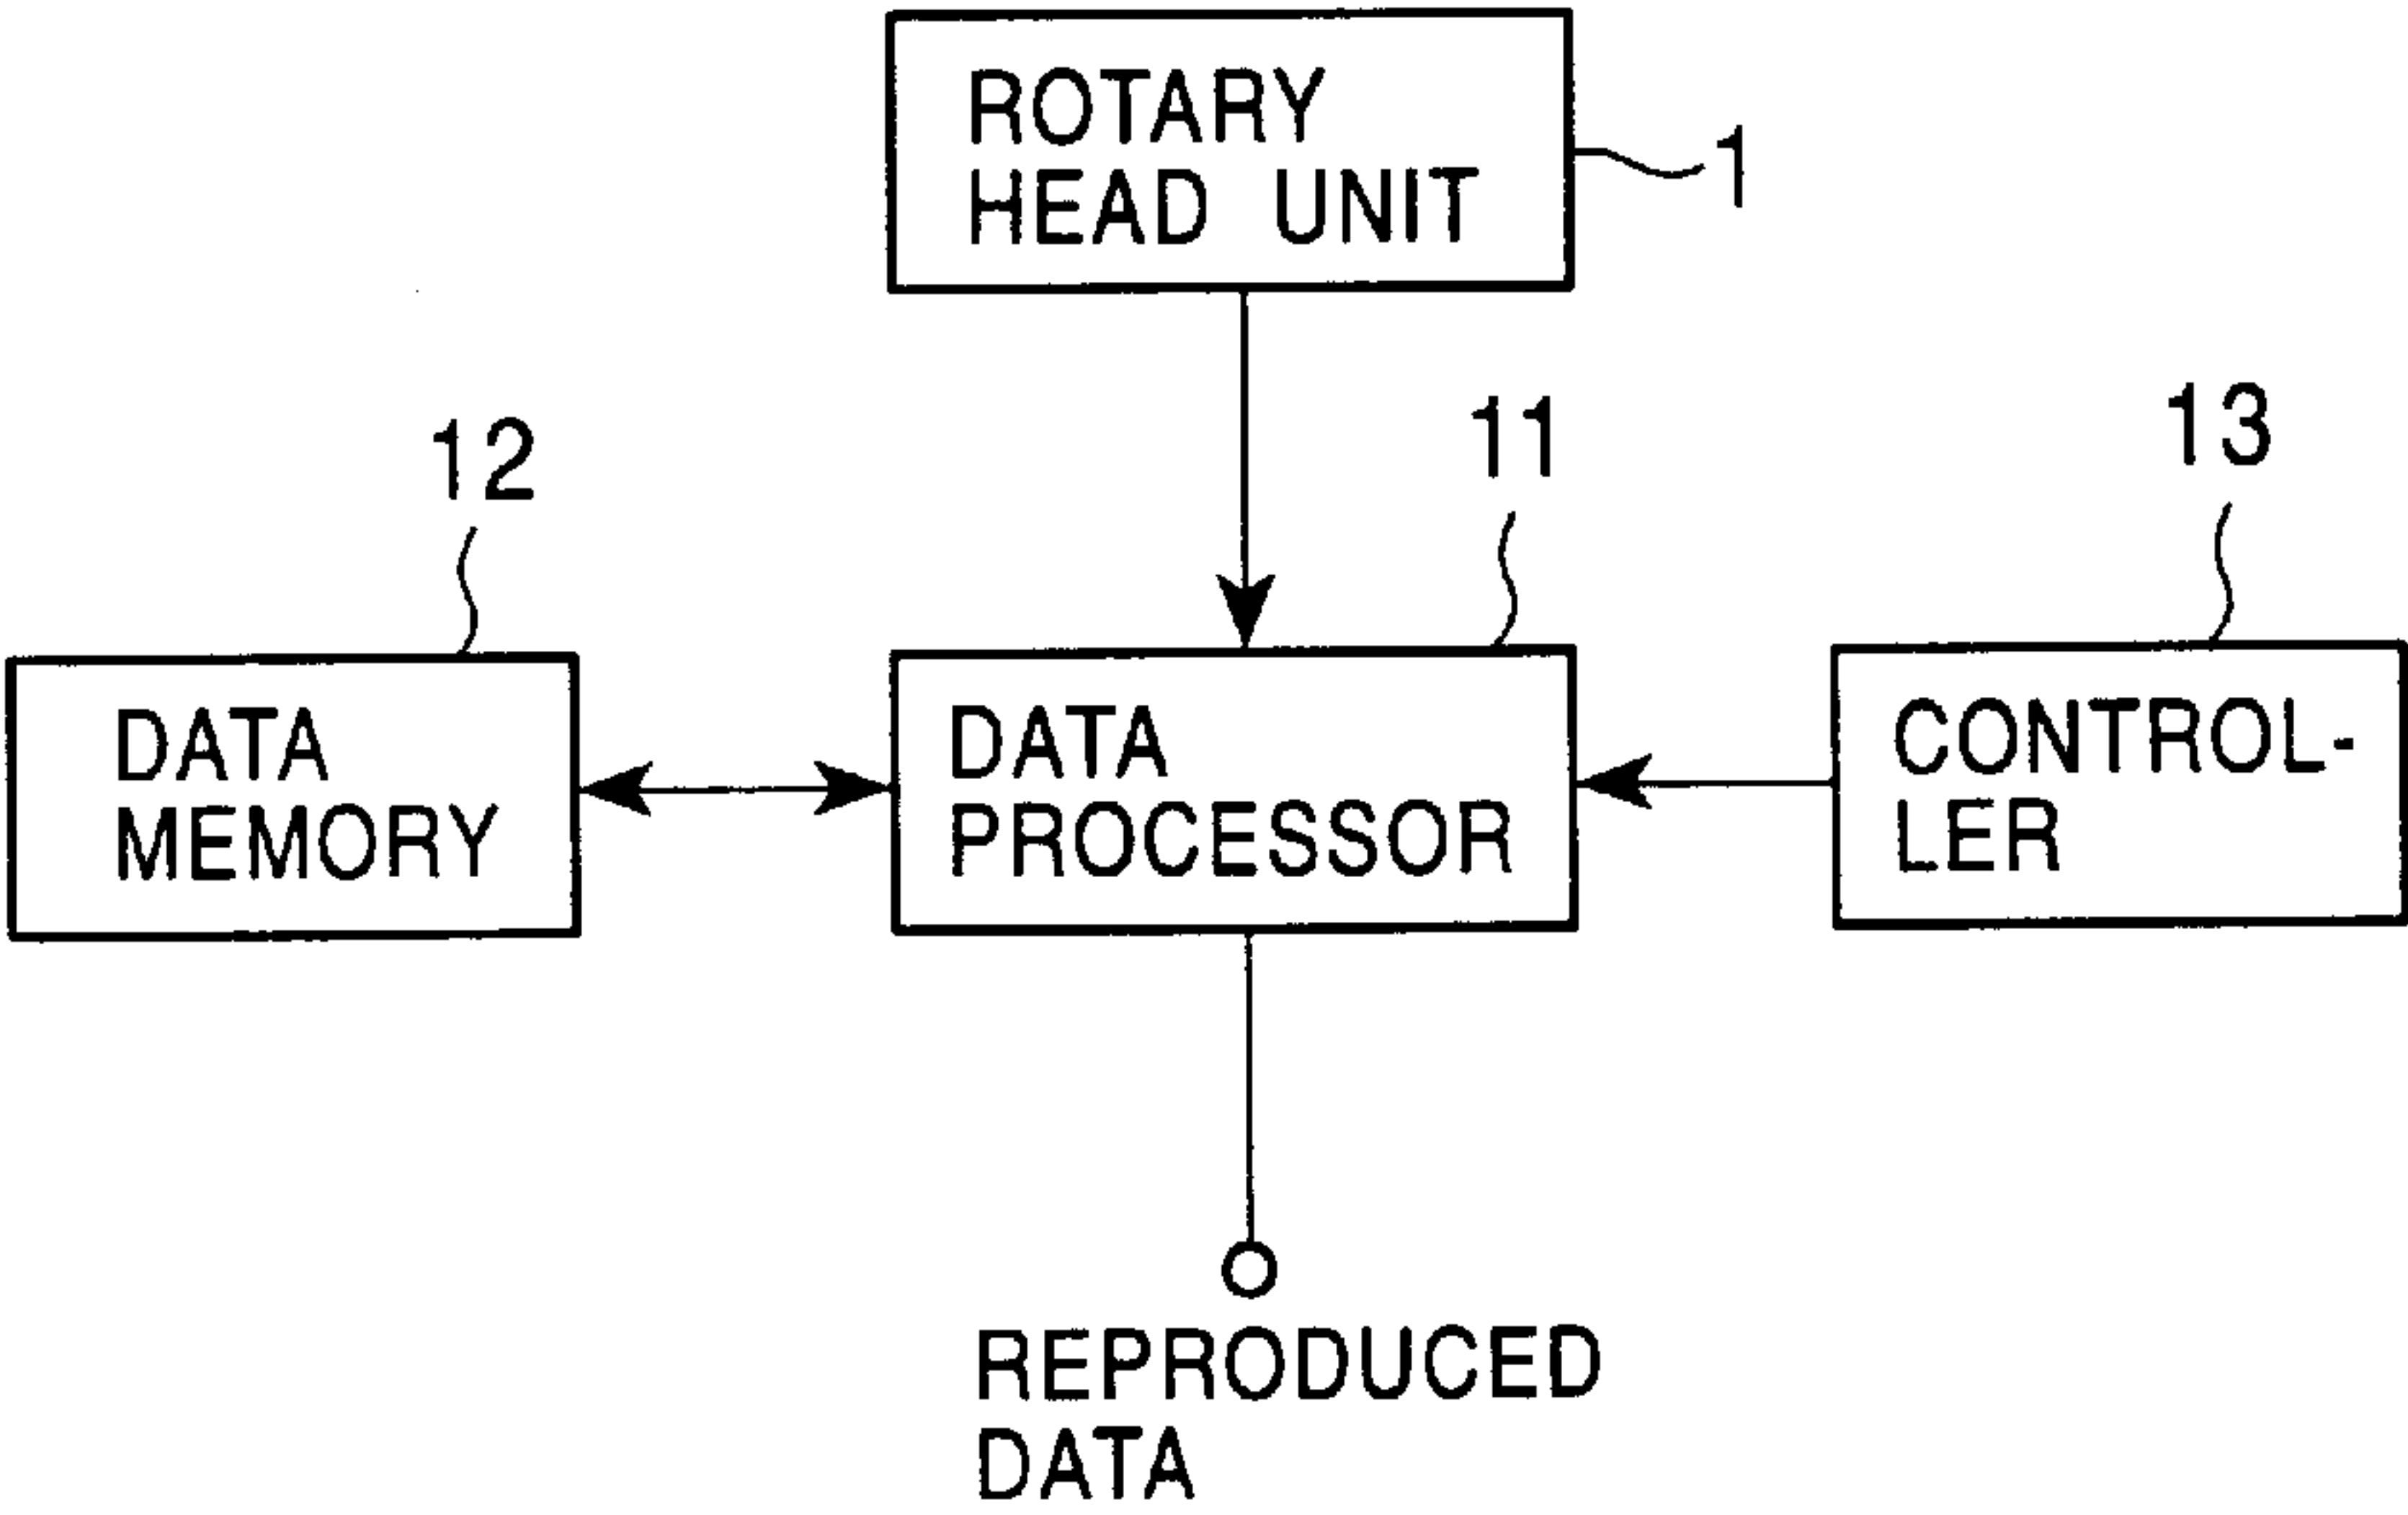 ROTARY
HEAD UNIT
1
12
11
13
DATA
MEMORY
DATA
PROCESSOR
CONTROL-
LER
REPRODUCED
DATA